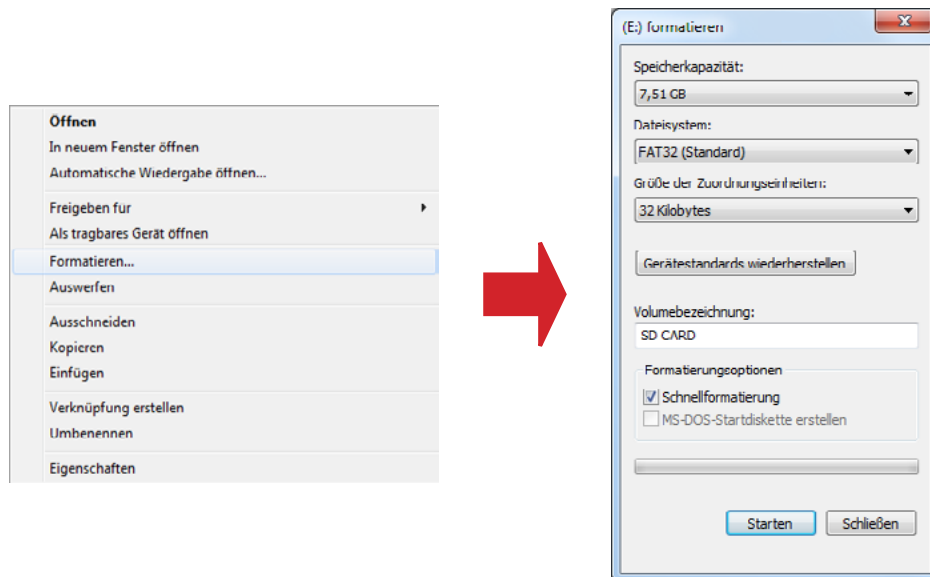 Öffnen
In neuem Fenster öffnen
Automatische Wiedergabe öffnen...
Freigeben für
Als tragbares Gerät öffnen
Formatieren...
Auswerfen
Ausschneiden
Kopieren
Einfügen
Verknüpfung erstellen
Umbenennen
Eigenschaften
(E:) formatieren
Speicherkapazität:
7,51 GB
Dateisystem:
FAT32 (Standard)
Größe der Zuordnungseinheiten:
32 Kilobytes
Gerätestandards wiederherstellen
Volumebezeichnung:
SD CARD
Formatierungsoptionen
Schnellformatierung
MS-DOS-Startdiskette erstellen
Starten Schließen